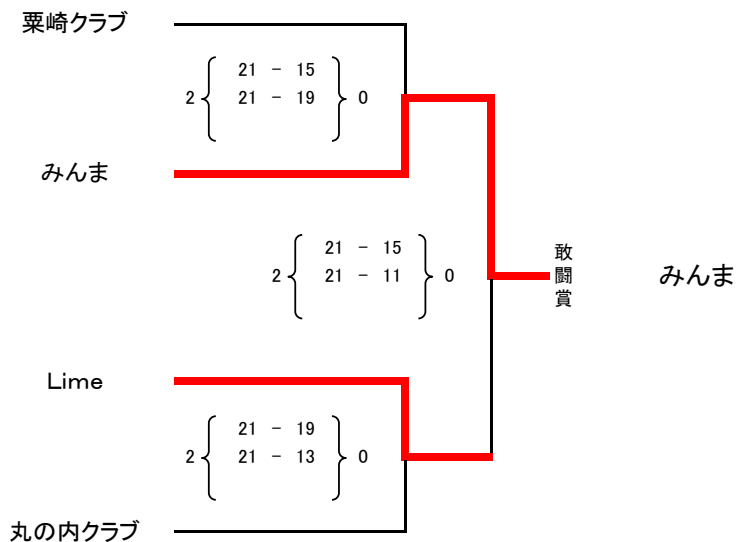 粟崎クラブ
21 - 15
2 { 21 - 19 } 0
みんま
21 - 15
2 { 21 - 11 } 0
敢闘賞
みんま
Lime
21 - 19
2 { 21 - 13 } 0
丸の内クラブ